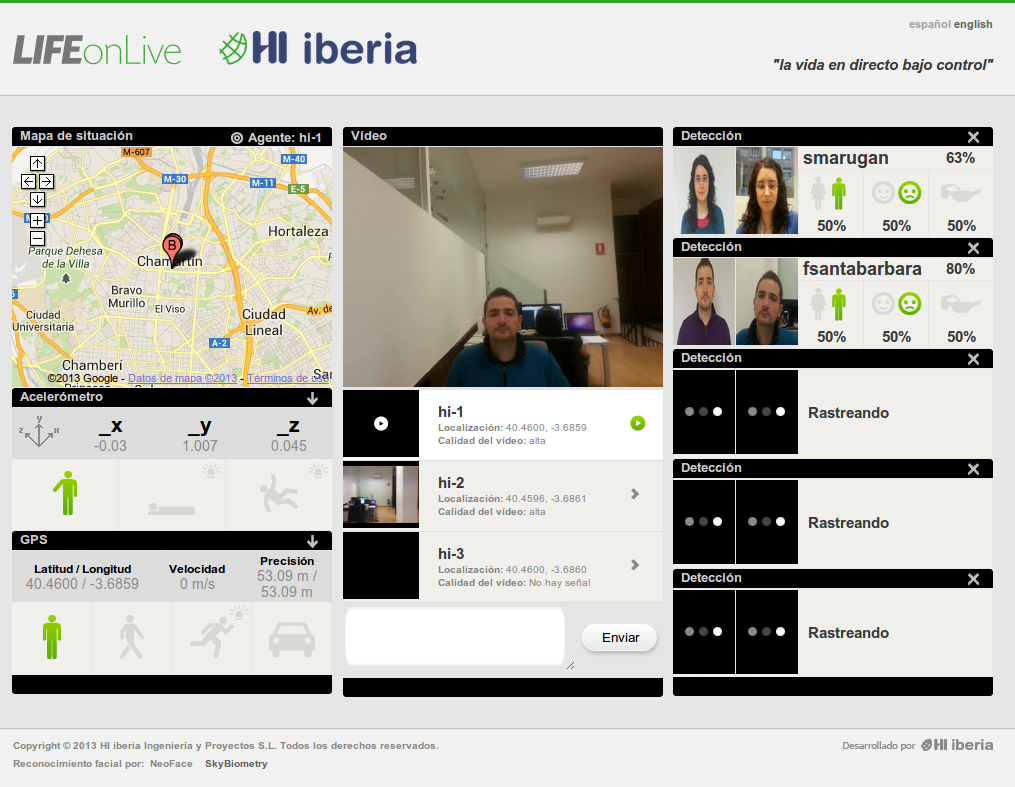 español english
LIFEonLive HI iberia
"la vida en directo bajo control"
Mapa de situación Agente: hi-1
M-607
M-40
M-30
M-11
E-5
Hortaleza
Parque Dehesa
de la Villa
B
Chamartín
Bravo
Murillo
El Viso
Ciudad
Universitaria
Ciudad
Lineal
Av. de
A-2
Chamberí
©2013 Google - Datos de mapa ©2013 - Términos de uso
Acelerómetro
y
z x
_x _y _z
-0.03 1.007 0.045
GPS
Latitud / Longitud Velocidad Precisión
40.4600 / -3.6859 0 m/s 53.09 m /
53.09 m
Vídeo
hi-1
Localización: 40.4600, -3.6859
Calidad del vídeo: alta
hi-2
Localización: 40.4596, -3.6861
Calidad del vídeo: alta
hi-3
Localización: 40.4600, -3.6860
Calidad del vídeo: No hay señal
Enviar
Detección
smarugan 63%
50% 50% 50%
Detección
fsantabarbara 80%
50% 50% 50%
Detección
Rastreando
Detección
Rastreando
Detección
Rastreando
Copyright © 2013 HI iberia Ingeniería y Proyectos S.L. Todos los derechos reservados.
Desarrollado por HI iberia
Reconocimiento facial por: NeoFace SkyBiometry